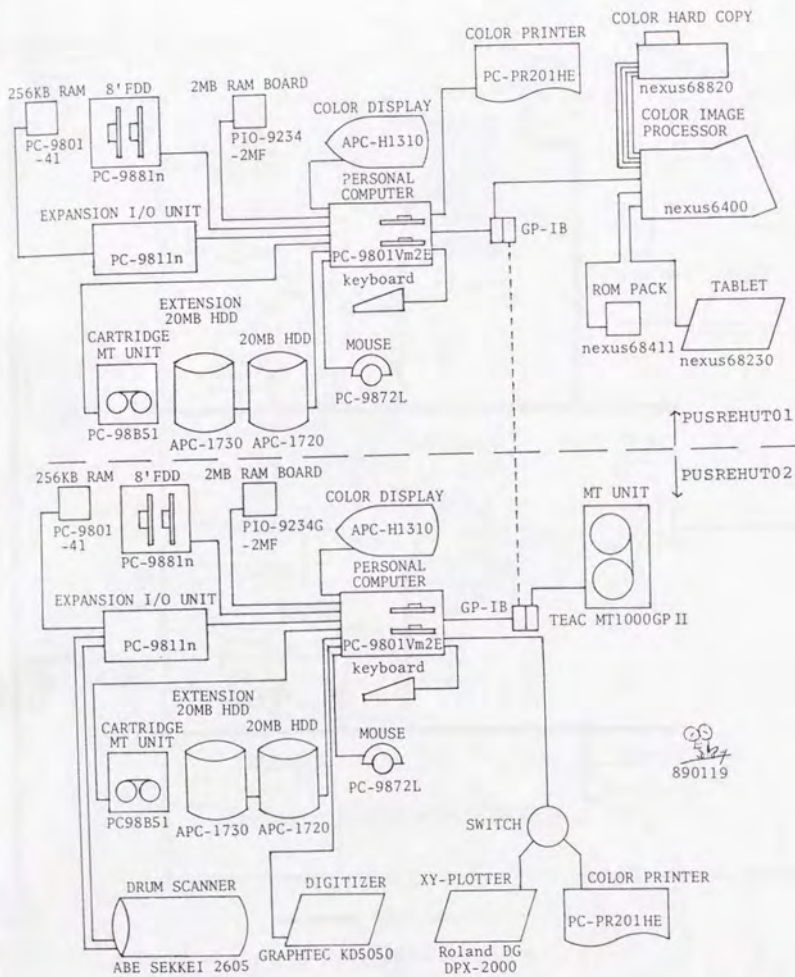 COLOR PRINTER
PC-PR201HE
COLOR HARD COPY
nexus68820
256KB RAM
PC-9801
-41
8'FDD
PC-9881n
2MB RAM BOARD
PIO-9234
-2MF
COLOR DISPLAY
APC-H1310
COLOR IMAGE
PROCESSOR
nexus6400
PERSONAL
COMPUTER
PC-9801Vm2E
EXPANSION I/O UNIT
PC-9811n
GP-IB
keyboard
EXTENSION
20MB HDD
20MB HDD
CARTRIDGE
MT UNIT
PC-98B51
APC-1730
APC-1720
MOUSE
PC-9872L
ROM PACK
nexus68411
TABLET
nexus68230
PUSREHUT01
PUSREHUT02
256KB RAM
PC-9801
-41
8'FDD
PC-9881n
2MB RAM BOARD
PIO-9234G
-2MF
COLOR DISPLAY
APC-H1310
PERSONAL
COMPUTER
PC-9801Vm2E
MT UNIT
TEAC MT1000GP II
EXPANSION I/O UNIT
PC-9811n
GP-IB
keyboard
EXTENSION
20MB HDD
20MB HDD
CARTRIDGE
MT UNIT
PC98B51
APC-1730
APC-1720
MOUSE
PC-9872L
890119
SWITCH
DRUM SCANNER
ABE SEKKEI 2605
DIGITIZER
GRAPHTEC KD5050
XY-PLOTTER
Roland DG
DPX-2000
COLOR PRINTER
PC-PR201HE